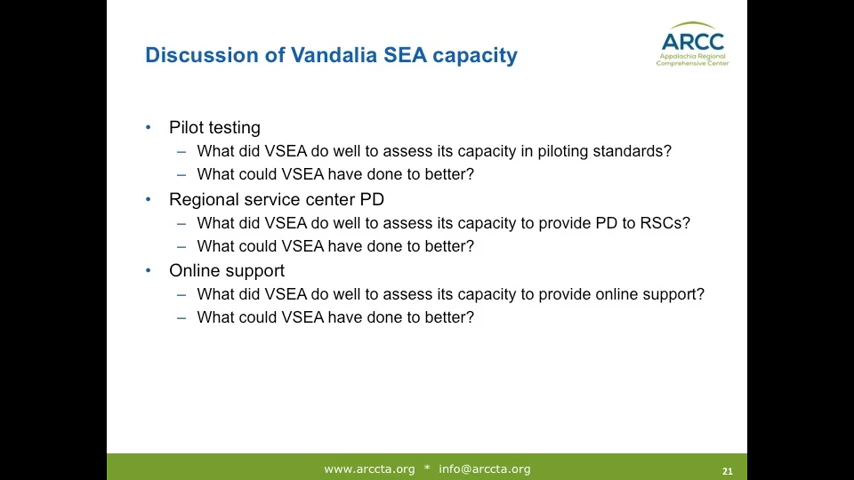 Discussion of Vandalia SEA capacity
ARCC
Appalachia Regional
Comprehensive Center
• Pilot testing
– What did VSEA do well to assess its capacity in piloting standards?
– What could VSEA have done to better?
• Regional service center PD
– What did VSEA do well to assess its capacity to provide PD to RSCs?
– What could VSEA have done to better?
• Online support
– What did VSEA do well to assess its capacity to provide online support?
– What could VSEA have done to better?
www.arccta.org * info@arccta.org
21